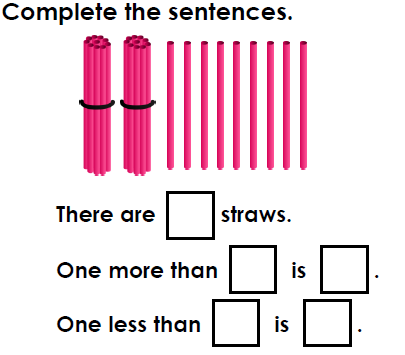 Complete the sentences.
There are straws.
One more than is .
One less than is .